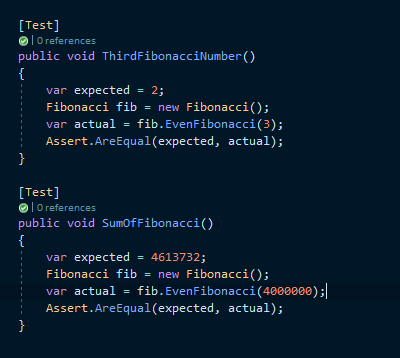 [Test]
| 0 references
public void ThirdFibonacciNumber()
{
    var expected = 2;
    Fibonacci fib = new Fibonacci();
    var actual = fib.EvenFibonacci(3);
    Assert.AreEqual(expected, actual);
}
[Test]
| 0 references
public void SumOfFibonacci()
{
    var expected = 4613732;
    Fibonacci fib = new Fibonacci();
    var actual = fib.EvenFibonacci(4000000);
    Assert.AreEqual(expected, actual);
}